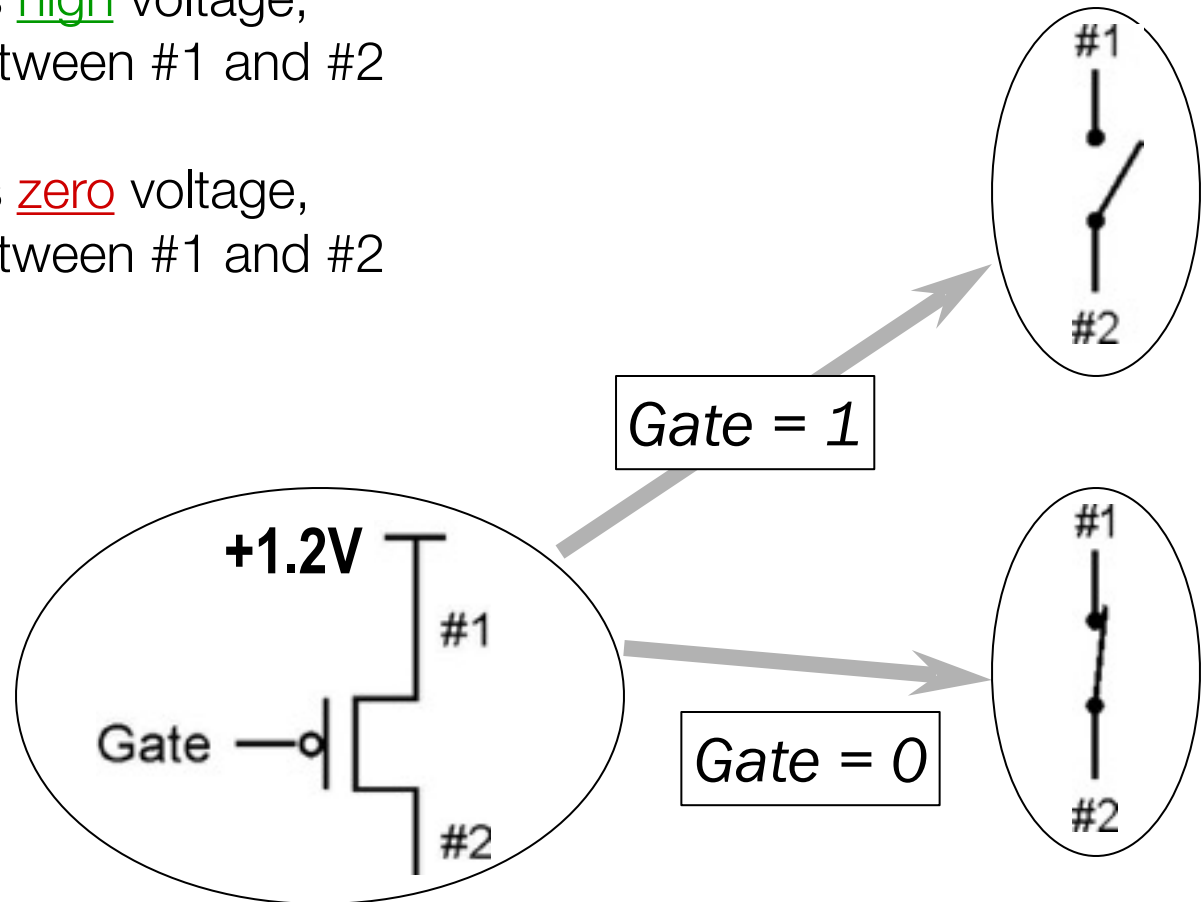 high voltage,
tween #1 and #2
zero voltage,
tween #1 and #2
#1
#2
Gate = 1
+1.2V
#1
Gate
#2
#1
Gate = 0
#2